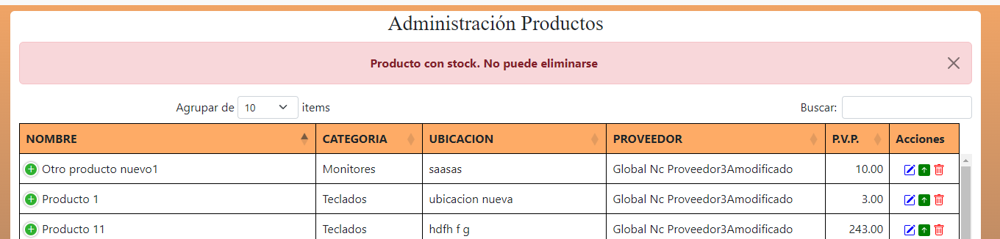 Administración Productos
Producto con stock. No puede eliminarse
Agrupar de 10 items Buscar:
NOMBRE CATEGORIA UBICACION PROVEEDOR P.V.P. Acciones
Otro producto nuevo1 Monitores saasas Global Nc Proveedor3Amodificado 10.00
Producto 1 Teclados ubicacion nueva Global Nc Proveedor3Amodificado 3.00
Producto 11 Teclados hdfh f g Global Nc Proveedor3Amodificado 243.00